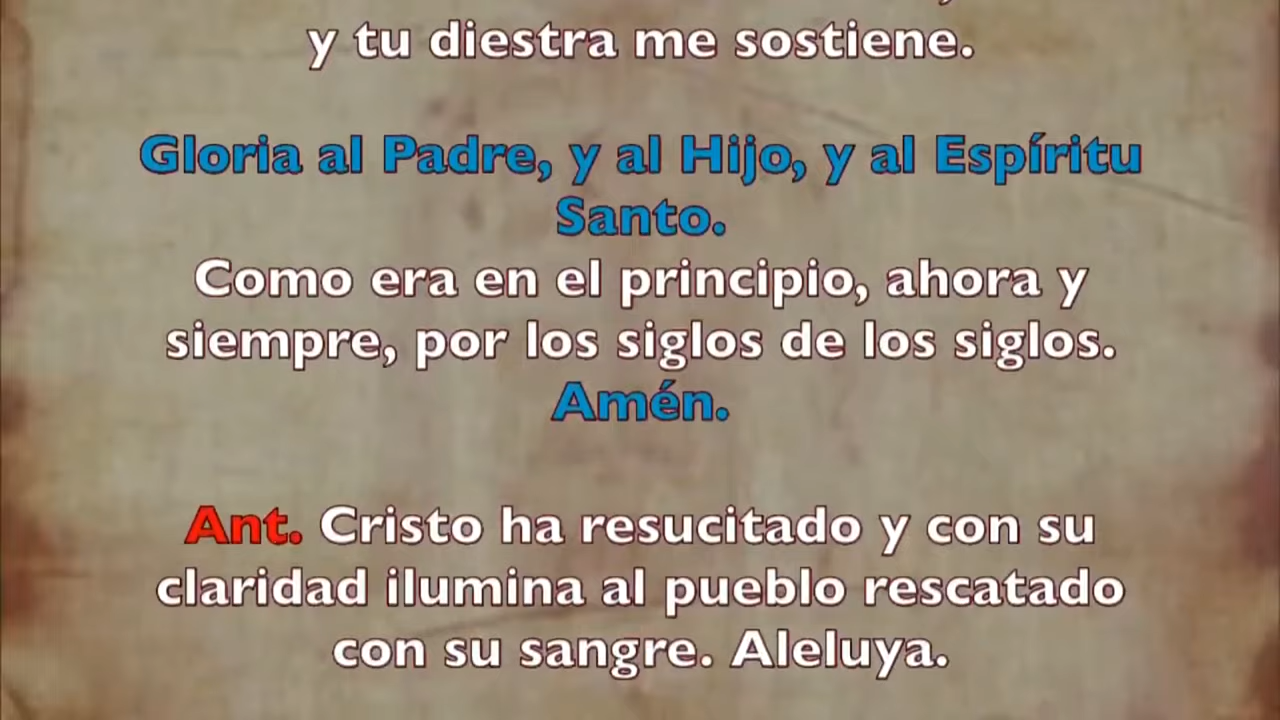 y tu diestra me sostiene.
Gloria al Padre, y al Hijo, y al Espíritu
Santo.
Como era en el principio, ahora y
siempre, por los siglos de los siglos.
Amén.
Ant. Cristo ha resucitado y con su
claridad ilumina al pueblo rescatado
con su sangre. Aleluya.